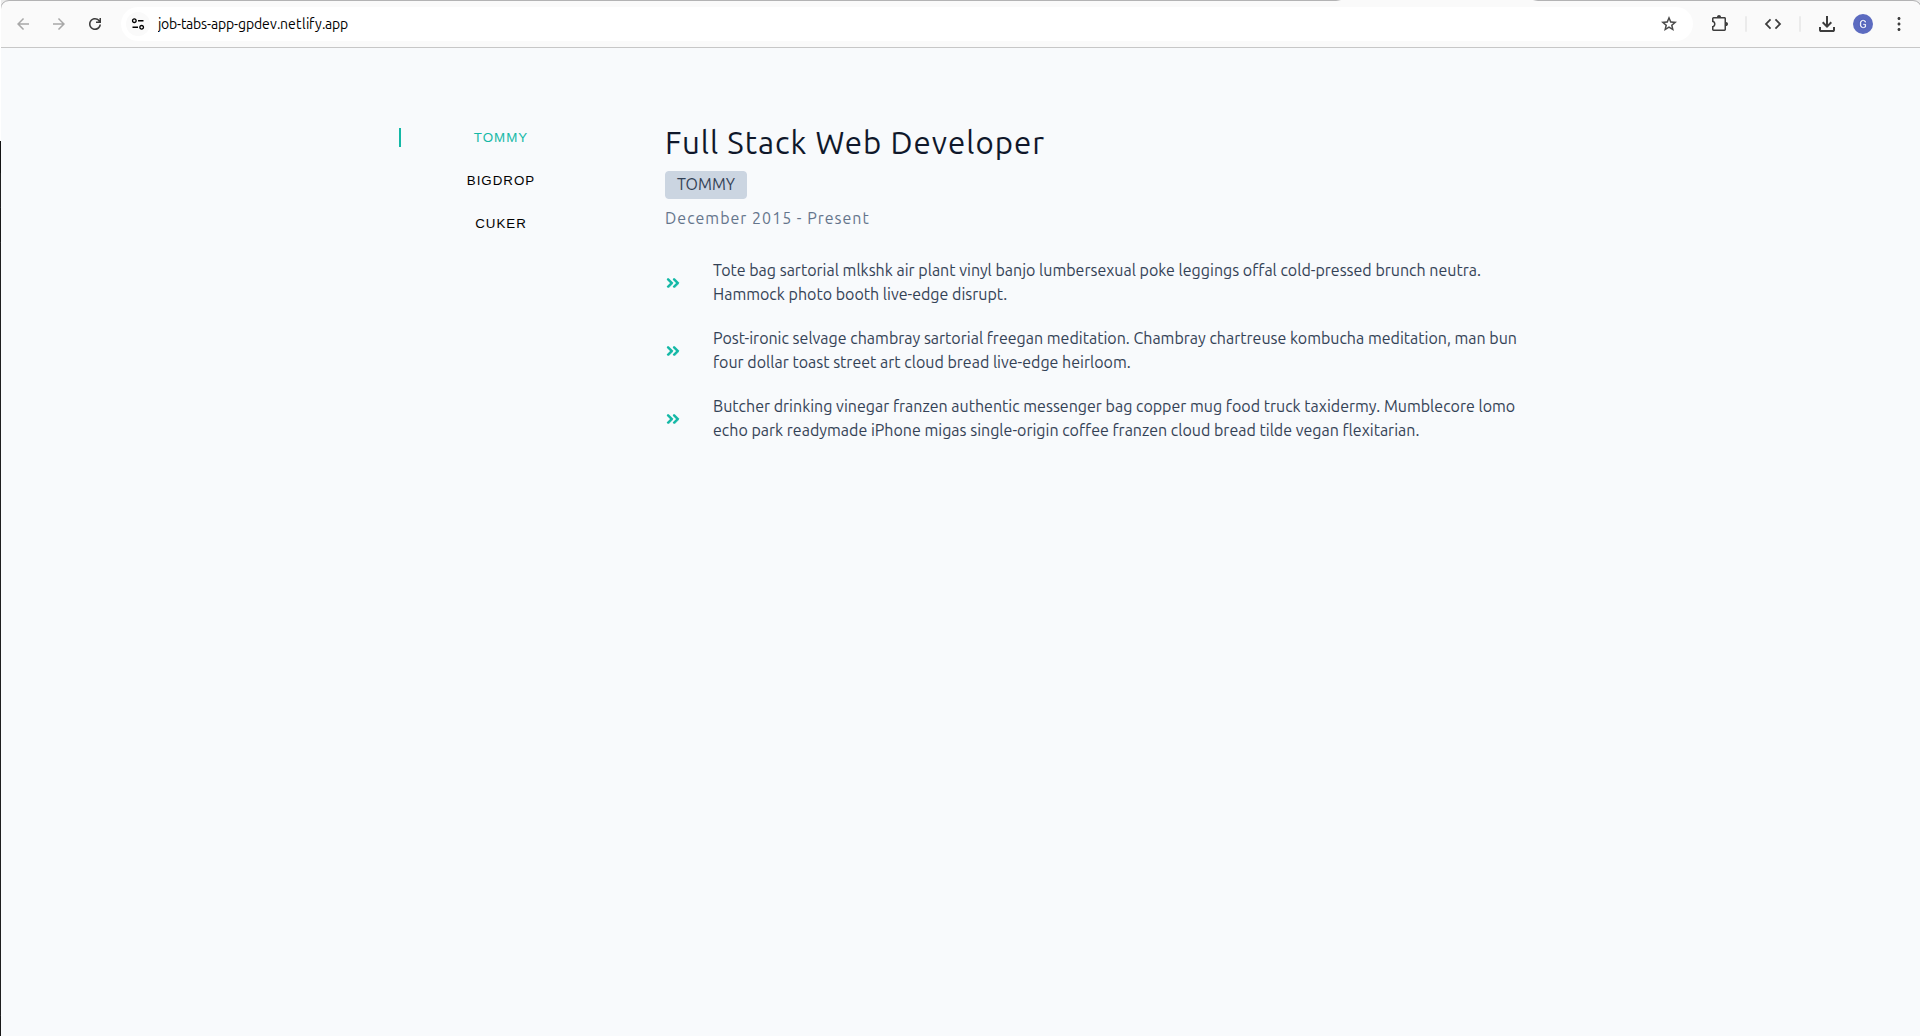 job-tabs-app-gpdev.netlify.app
G
TOMMY
BIGDROP
CUKER
Full Stack Web Developer
TOMMY
December 2015 - Present
Tote bag sartorial mlkshk air plant vinyl banjo lumbersexual poke leggings offal cold-pressed brunch neutra.
Hammock photo booth live-edge disrupt.
Post-ironic selvage chambray sartorial freegan meditation. Chambray chartreuse kombucha meditation, man bun
four dollar toast street art cloud bread live-edge heirloom.
Butcher drinking vinegar franzen authentic messenger bag copper mug food truck taxidermy. Mumblecore lomo
echo park readymade iPhone migas single-origin coffee franzen cloud bread tilde vegan flexitarian.